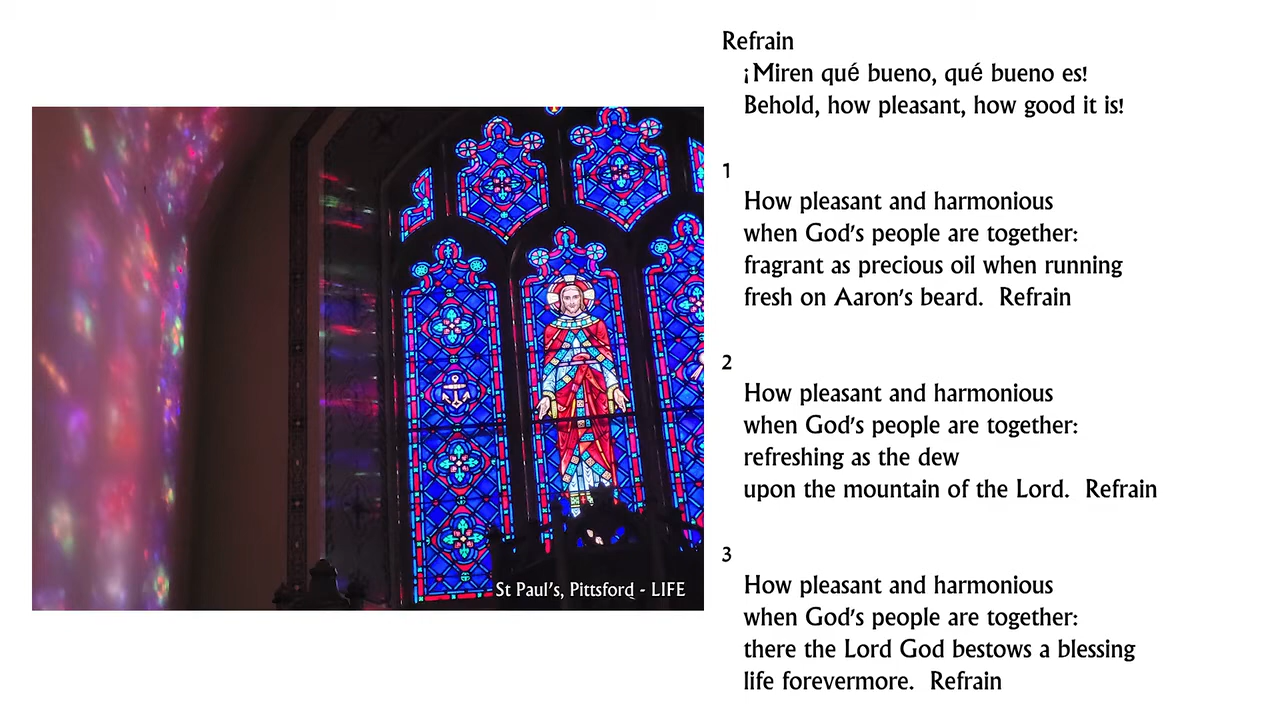 Refrain
¡Miren qué bueno, qué bueno es!
Behold, how pleasant, how good it is!
1
How pleasant and harmonious
when God's people are together:
fragrant as precious oil when running
fresh on Aaron's beard. Refrain
2
How pleasant and harmonious
when God's people are together:
refreshing as the dew
upon the mountain of the Lord. Refrain
3
How pleasant and harmonious
when God's people are together:
there the Lord God bestows a blessing
life forevermore. Refrain
St Paul's, Pittsford - LIFE